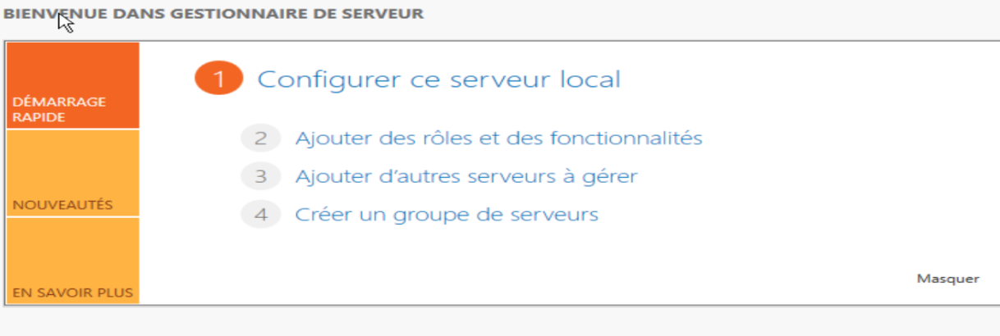 BIENVENUE DANS GESTIONNAIRE DE SERVEUR
DÉMARRAGE
RAPIDE
NOUVEAUTÉS
EN SAVOIR PLUS
1 Configurer ce serveur local
2 Ajouter des rôles et des fonctionnalités
3 Ajouter d’autres serveurs à gérer
4 Créer un groupe de serveurs
Masquer